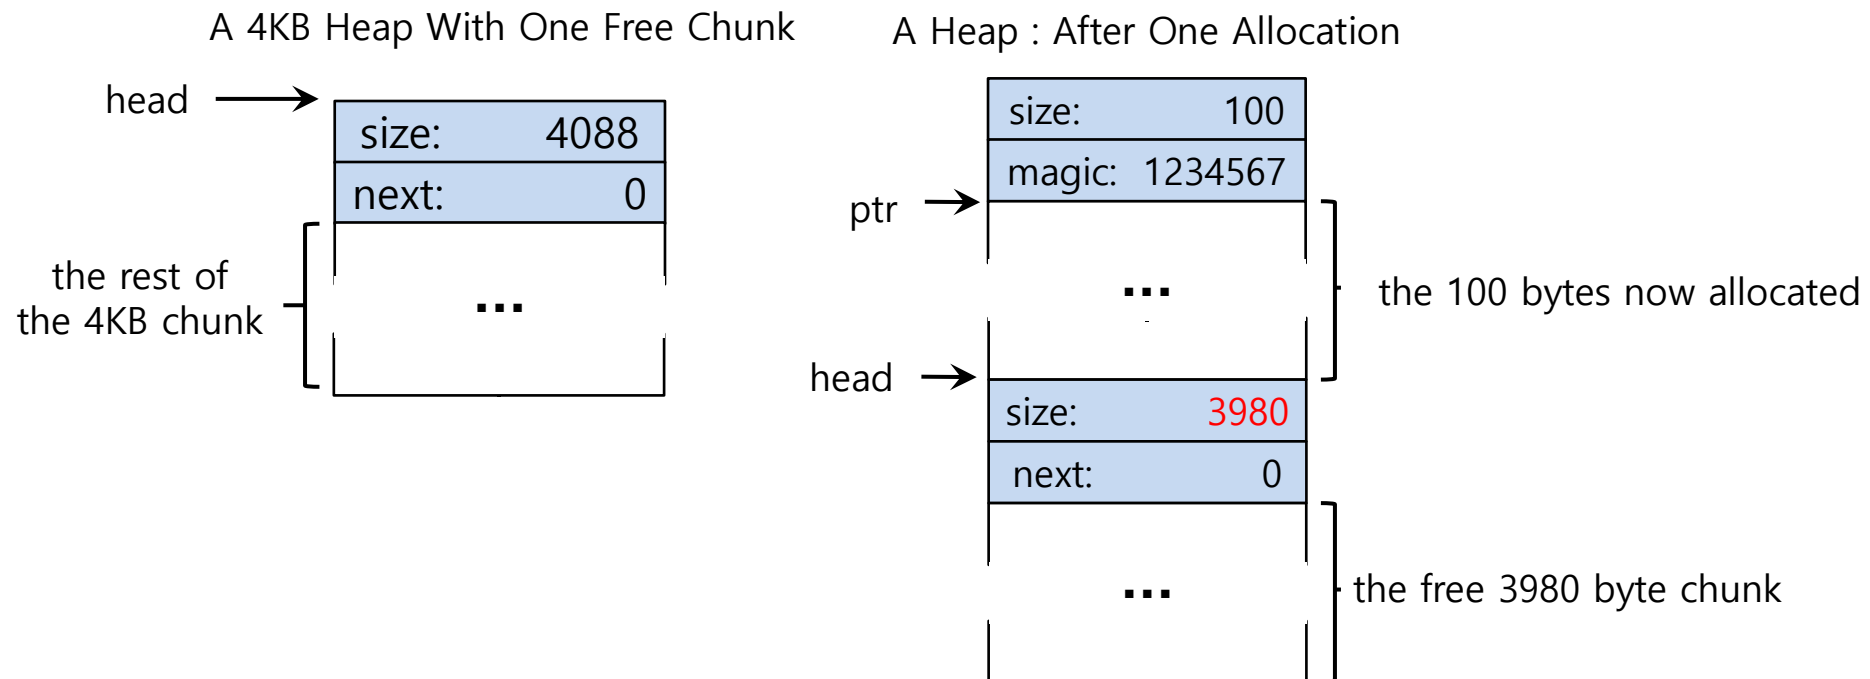 A 4KB Heap With One Free Chunk
head
size: 4088
next: 0
the rest of
the 4KB chunk
...
A Heap : After One Allocation
size: 100
magic: 1234567
ptr
...
the 100 bytes now allocated
head
size: 3980
next: 0
...
the free 3980 byte chunk